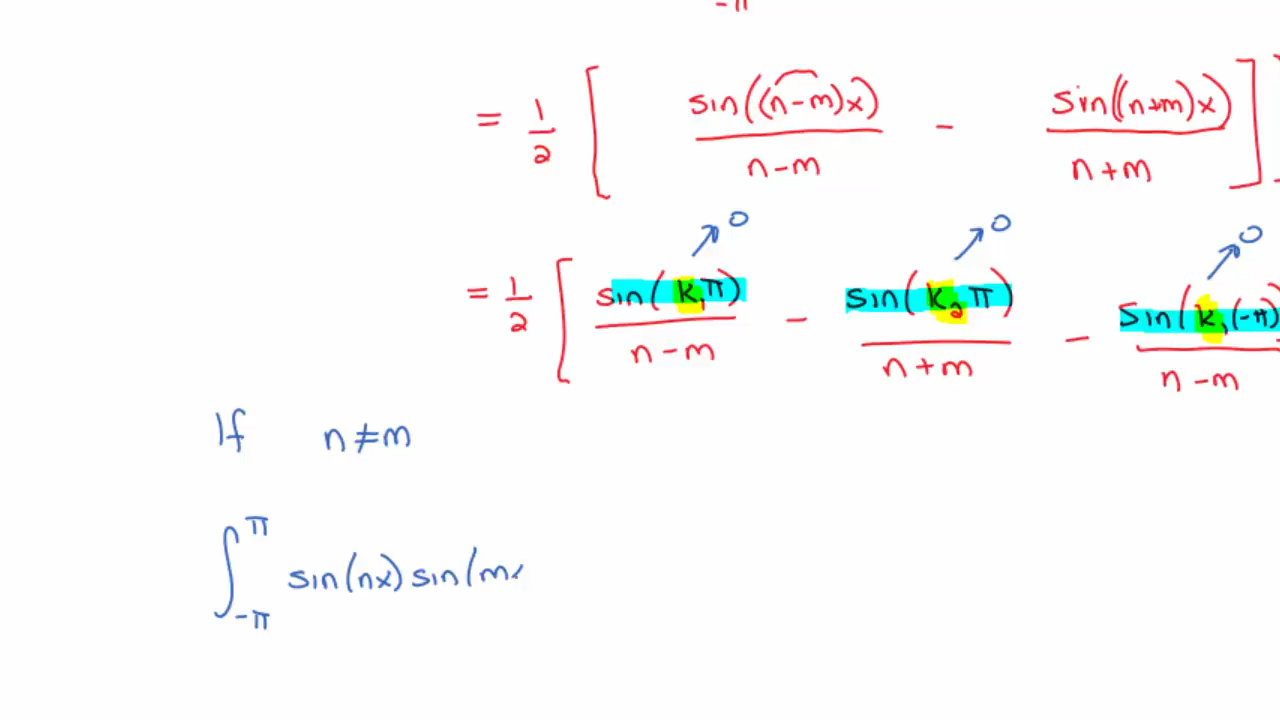 -π
= 1/2 [ sin((n-m)x)/(n-m) - sin((n+m)x)/(n+m) ]
0 0 0
= 1/2 [ sin(k₁π)/(n-m) - sin(k₂π)/(n+m) - sin(k₁(-π)/(n-m)
If n≠m
∫_{-π}^{π} sin(nx) sin(mx